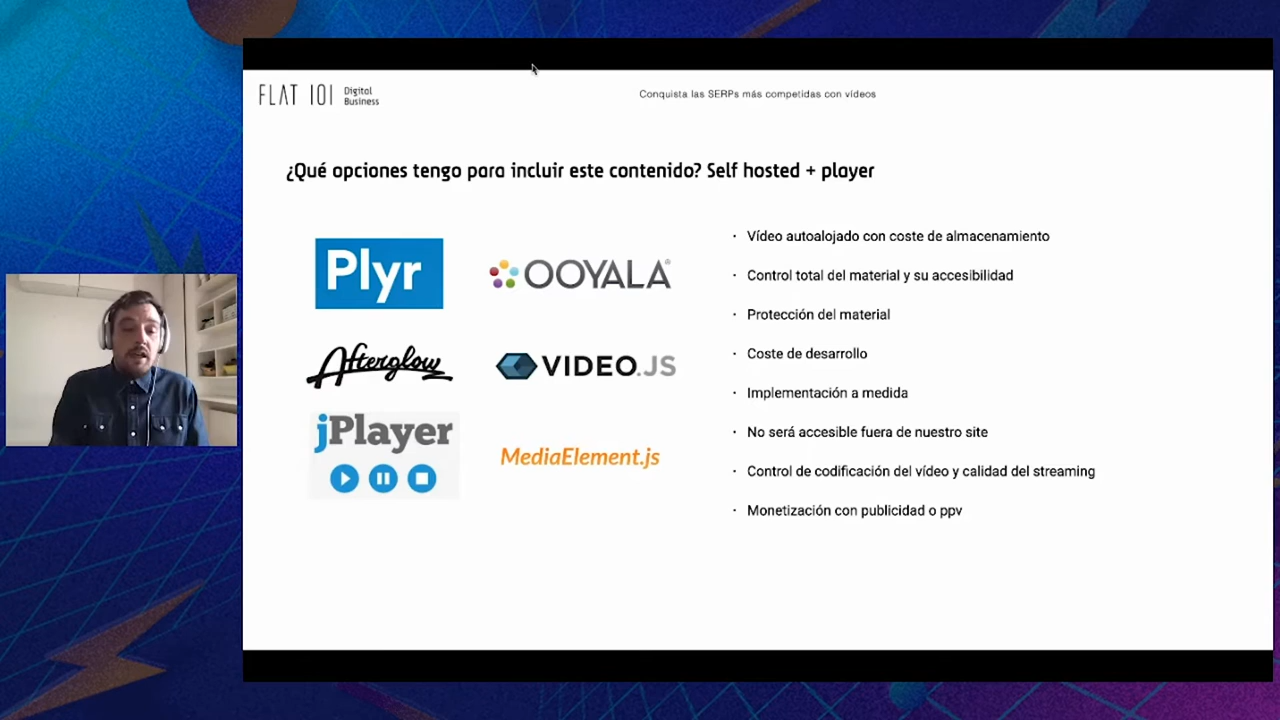 FLAT 101
Digital
Business
Conquista las SERPs más competidas con vídeos
¿Qué opciones tengo para incluir este contenido? Self hosted + player
Plyr
OOYALA
Afterglow
VIDEO.JS
jPlayer
MediaElement.js
· Vídeo autoalojado con coste de almacenamiento
· Control total del material y su accesibilidad
· Protección del material
· Coste de desarrollo
· Implementación a medida
· No será accesible fuera de nuestro site
· Control de codificación del vídeo y calidad del streaming
· Monetización con publicidad o ppv